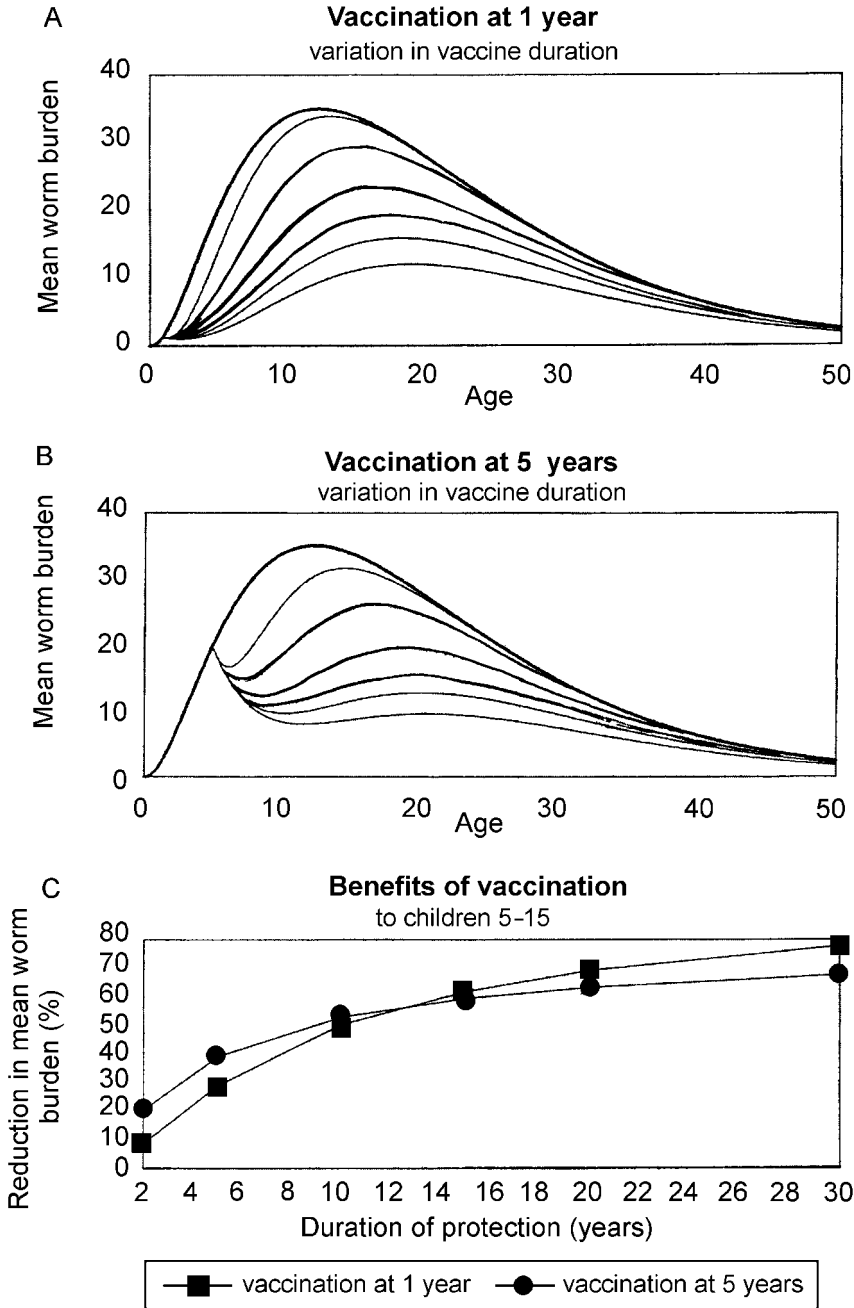 A
Vaccination at 1 year
variation in vaccine duration
Mean worm burden
40
30
20
10
0
0 10 20 30 40 50
Age
B
Vaccination at 5 years
variation in vaccine duration
Mean worm burden
40
30
20
10
0
0 10 20 30 40 50
Age
C
Benefits of vaccination
to children 5-15
Reduction in mean worm
burden (%)
80
70
60
50
40
30
20
10
0
2 4 6 8 10 12 14 16 18 20 22 24 26 28 30
Duration of protection (years)
vaccination at 1 year vaccination at 5 years